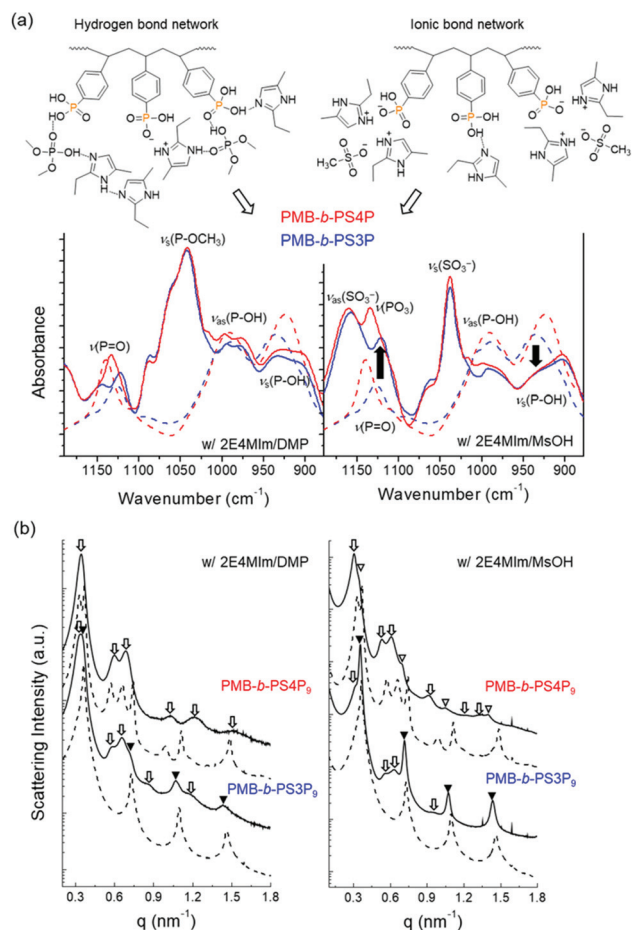 (a)
Hydrogen bond network
Ionic bond network
PMB-b-PS4P
PMB-b-PS3P
νs(P-OCH3)
νas(P-OH)
ν(P=O)
νs(P-OH)
w/ 2E4MIm/DMP
νas(SO3−)
ν(PO3)
νs(SO3−)
νas(P-OH)
ν(P=O)
νs(P-OH)
w/ 2E4MIm/MsOH
Absorbance
1150 1100 1050 1000 950 900
1150 1100 1050 1000 950 900
Wavenumber (cm-1)
Wavenumber (cm-1)
(b)
w/ 2E4MIm/DMP
w/ 2E4MIm/MsOH
PMB-b-PS4P9
PMB-b-PS4P9
PMB-b-PS3P9
PMB-b-PS3P9
Scattering Intensity (a.u.)
0.3 0.6 0.9 1.2 1.5 1.8
0.3 0.6 0.9 1.2 1.5 1.8
q (nm-1)
q (nm-1)